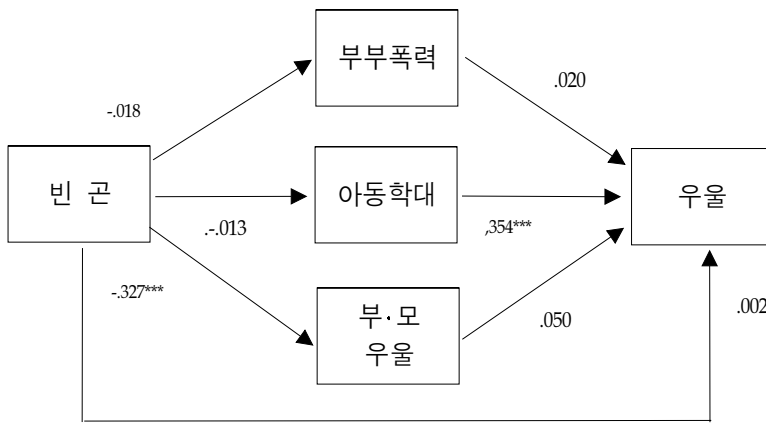 부부폭력
-.018
.020
빈 곤
아동학대
우울
.-.013
,354***
-.327***
부·모
우울
.050
.002